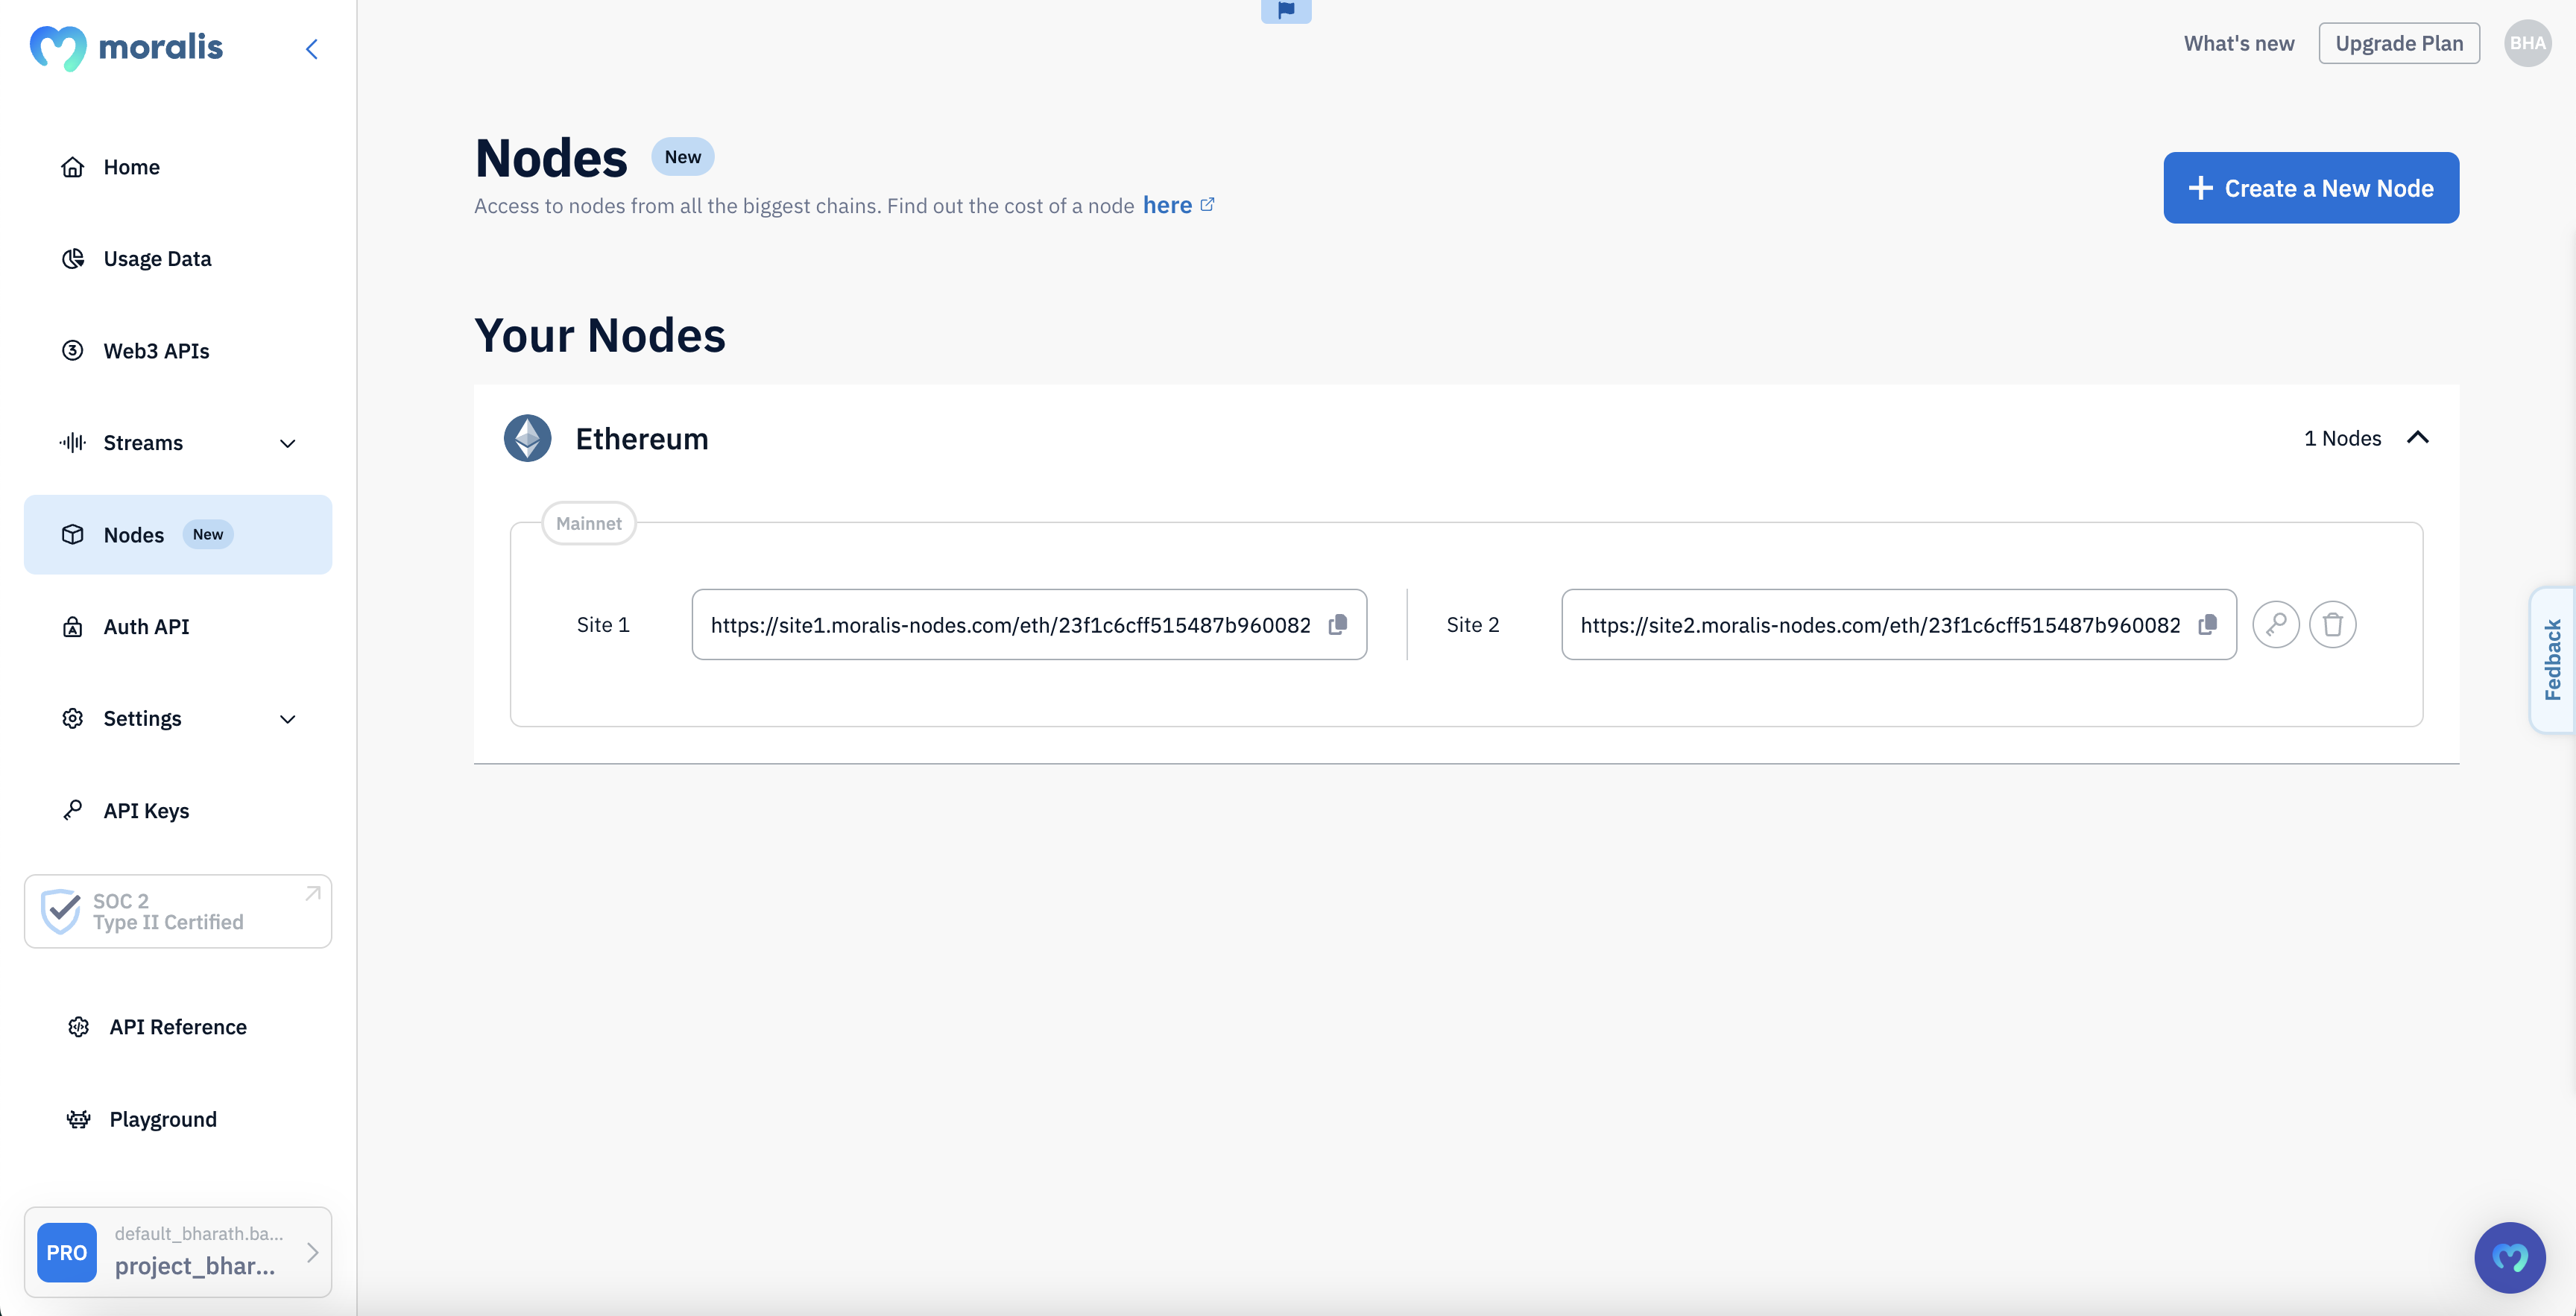 moralis
What's new
Upgrade Plan
BHA
Home
Usage Data
Web3 APIs
Streams
Nodes New
Auth API
Settings
API Keys
SOC 2
Type II Certified
API Reference
Playground
PRO
default_bharath.ba...
project_bhar...
Nodes New
Access to nodes from all the biggest chains. Find out the cost of a node here
Create a New Node
Your Nodes
Ethereum
1 Nodes
Mainnet
Site 1 https://site1.moralis-nodes.com/eth/23f1c6cff515487b960082
Site 2 https://site2.moralis-nodes.com/eth/23f1c6cff515487b960082
Feedback